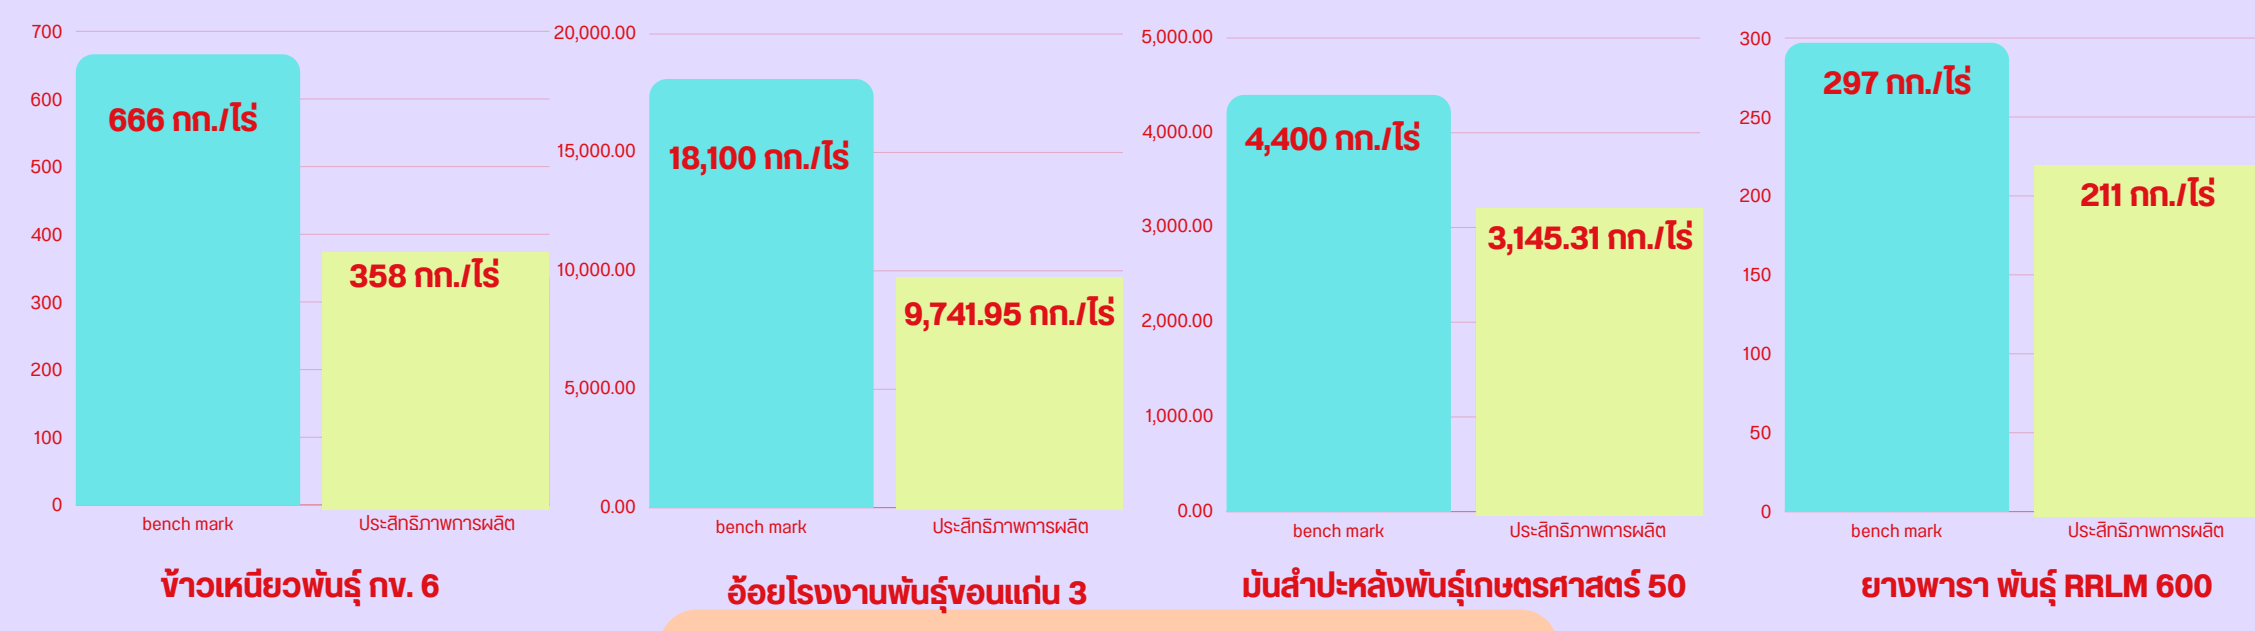 700
600
500
400
300
200
100
0
666 กก./ไร่
358 กก./ไร่
bench mark
ประสิทธิภาพการผลิต
ข้าวเหนียวพันธุ์ กข. 6
20,000.00
15,000.00
10,000.00
5,000.00
0.00
18,100 กก./ไร่
9,741.95 กก./ไร่
bench mark
ประสิทธิภาพการผลิต
อ้อยโรงงานพันธุ์ขอนแก่น 3
5,000.00
4,000.00
3,000.00
2,000.00
1,000.00
0.00
4,400 กก./ไร่
3,145.31 กก./ไร่
bench mark
ประสิทธิภาพการผลิต
มันสำปะหลังพันธุ์เกษตรศาสตร์ 50
300
250
200
150
100
50
0
297 กก./ไร่
211 กก./ไร่
bench mark
ประสิทธิภาพการผลิต
ยางพารา พันธุ์ RRLM 600